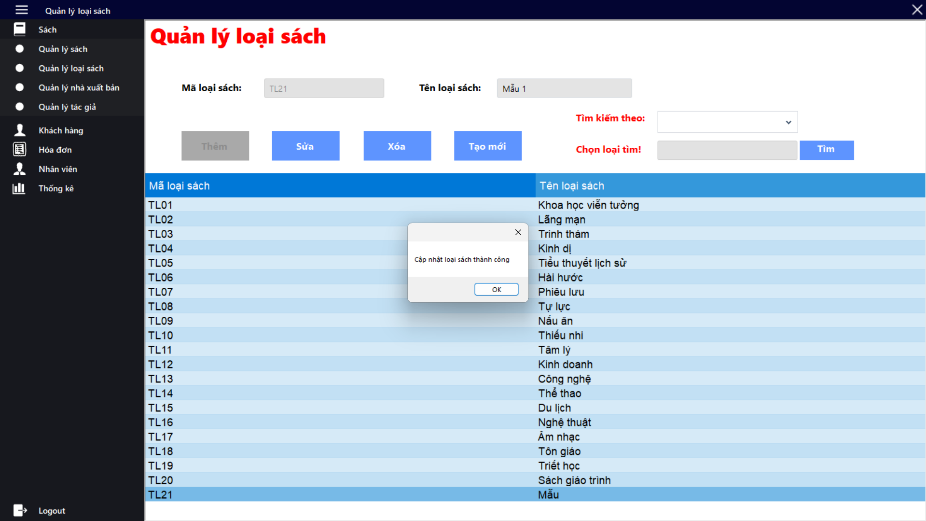 Quản lý loại sách
Sách
Quản lý sách
Quản lý loại sách
Quản lý nhà xuất bản
Quản lý tác giả
Khách hàng
Hóa đơn
Nhân viên
Thống kê
Logout
Quản lý loại sách
Mã loại sách: TL21 Tên loại sách: Mẫu 1
Tìm kiếm theo:
Thêm Sửa Xóa Tạo mới
Chọn loại tìm! Tìm
Mã loại sách Tên loại sách
TL01 Khoa học viễn tưởng
TL02 Lãng mạn
TL03 Trinh thám
TL04 Kinh dị
TL05 Tiểu thuyết lịch sử
TL06 Hài hước
TL07 Phiêu lưu
TL08 Tự lực
TL09 Nấu ăn
TL10 Thiếu nhi
TL11 Tâm lý
TL12 Kinh doanh
TL13 Công nghệ
TL14 Thể thao
TL15 Du lịch
TL16 Nghệ thuật
TL17 Âm nhạc
TL18 Tôn giáo
TL19 Triết học
TL20 Sách giáo trình
TL21 Mẫu
Cập nhật loại sách thành công
OK